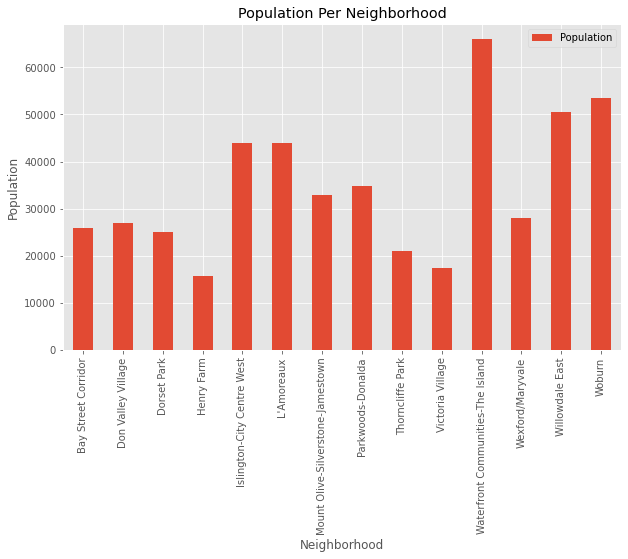 Population Per Neighborhood
Population
60000
50000
40000
30000
20000
10000
0
Population
Bay Street Corridor
Don Valley Village
Dorset Park
Henry Farm
Islington-City Centre West
L'Amoreaux
Mount Olive-Silverstone-Jamestown
Parkwoods-Donalda
Thorncliffe Park
Victoria Village
Waterfront Communities-The Island
Wexford/Maryvale
Willowdale East
Woburn
Neighborhood